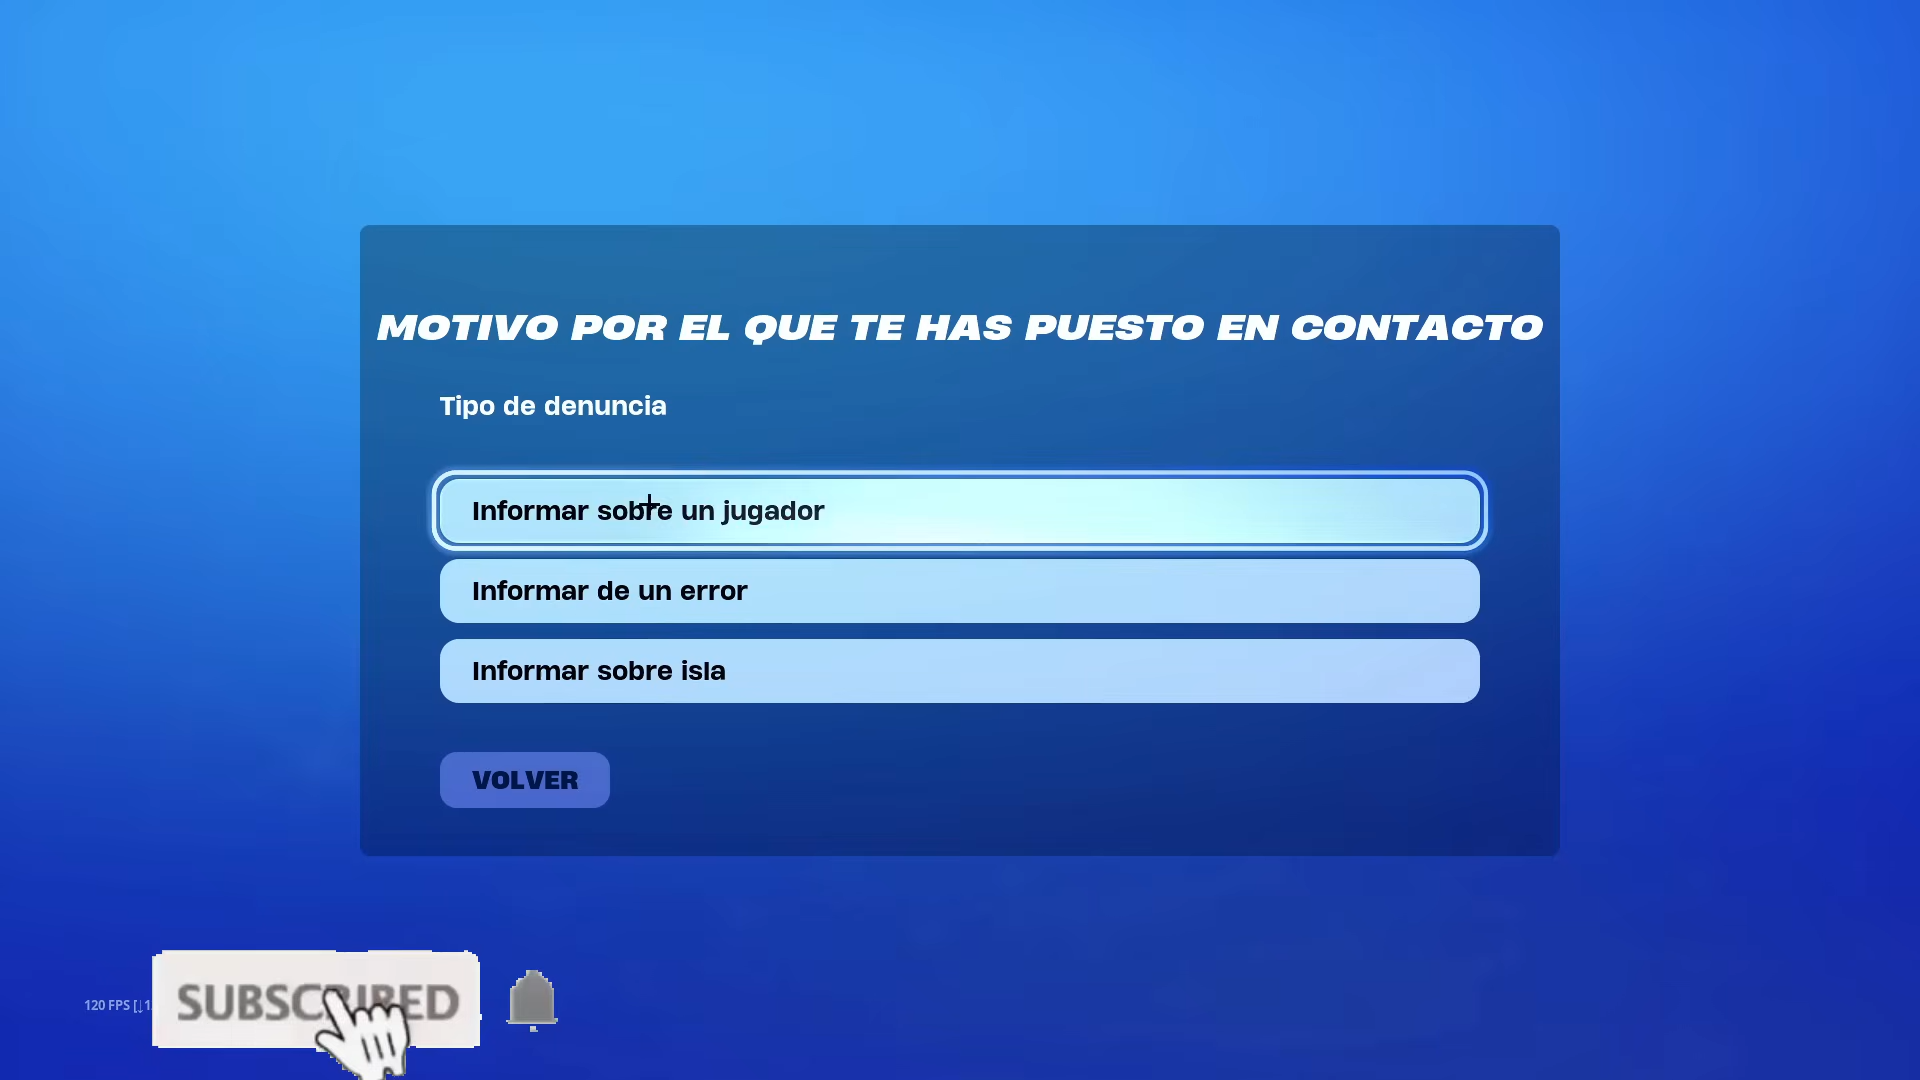 MOTIVO POR EL QUE TE HAS PUESTO EN CONTACTO
Tipo de denuncia
Informar sobre un jugador
Informar de un error
Informar sobre isla
VOLVER
120 FPS
SUBSCRIBED